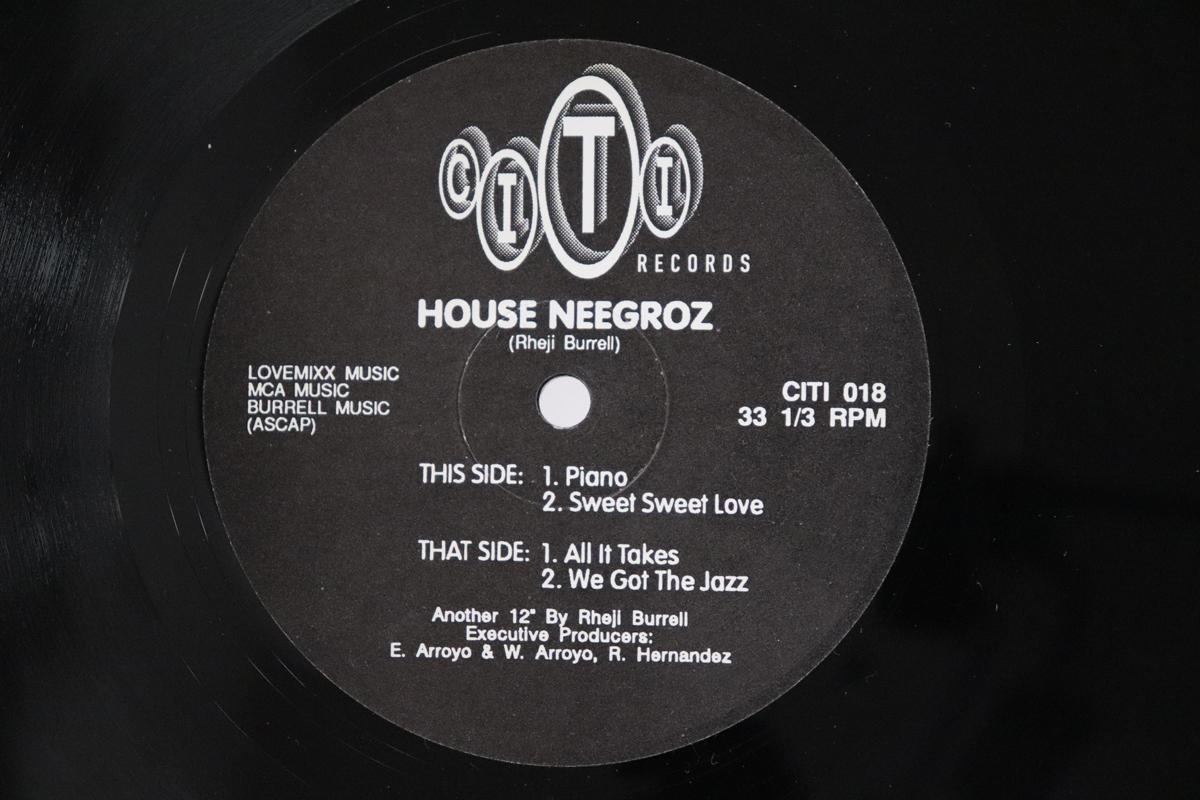 CITI
RECORDS
HOUSE NEEGROZ
(Rheji Burrell)
LOVEMIXX MUSIC
MCA MUSIC
BURRELL MUSIC
(ASCAP)
CITI 018
33 1/3 RPM
THIS SIDE: 1. Piano
2. Sweet Sweet Love
THAT SIDE: 1. All It Takes
2. We Got The Jazz
Another 12" By Rheji Burrell
Executive Producers:
E. Arroyo & W. Arroyo, R. Hernandez